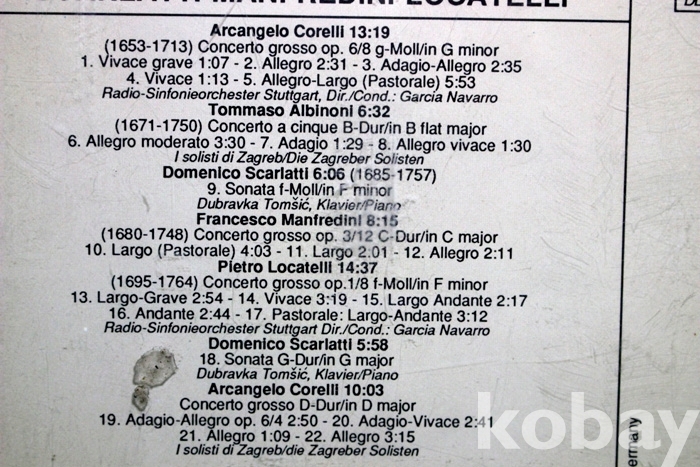 MANFREDINI LOCATELLI
Arcangelo Corelli 13:19
(1653-1713) Concerto grosso op. 6/8 g-Moll/in G minor
1. Vivace grave 1:07 - 2. Allegro 2:31 - 3. Adagio-Allegro 2:35
4. Vivace 1:13 - 5. Allegro-Largo (Pastorale) 5:53
Radio-Sinfonieorchester Stuttgart, Dir./Cond.: Garcia Navarro
Tommaso Albinoni 6:32
(1671-1750) Concerto a cinque B-Dur/in B flat major
6. Allegro moderato 3:30 - 7. Adagio 1:29 - 8. Allegro vivace 1:30
I solisti di Zagreb/Die Zagreber Solisten
Domenico Scarlatti 6:06 (1685-1757)
9. Sonata f-Moll/in F minor
Dubravka Tomšić, Klavier/Piano
Francesco Manfredini 8:15
(1680-1748) Concerto grosso op. 3/12 C-Dur/in C major
10. Largo (Pastorale) 4:03 - 11. Largo 2.01 - 12. Allegro 2:11
Pietro Locatelli 14:37
(1695-1764) Concerto grosso op.1/8 f-Moll/in F minor
13. Largo-Grave 2:54 - 14. Vivace 3:19 - 15. Largo Andante 2:17
16. Andante 2:44 - 17. Pastorale: Largo-Andante 3:12
Radio-Sinfonieorchester Stuttgart Dir./Cond.: Garcia Navarro
Domenico Scarlatti 5:58
18. Sonata G-Dur/in G major
Dubravka Tomšić, Klavier/Piano
Arcangelo Corelli 10:03
Concerto grosso D-Dur/in D major
19. Adagio-Allegro op. 6/4 2:50 - 20. Adagio-Vivace 2:41
21. Allegro 1:09 - 22. Allegro 3:15
I solisti di Zagreb/die Zagreber Solisten
ermany
kobay